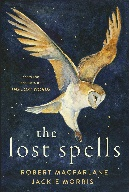 the lost spells
ROBERT MACFARLANE
JACKIE MORRIS